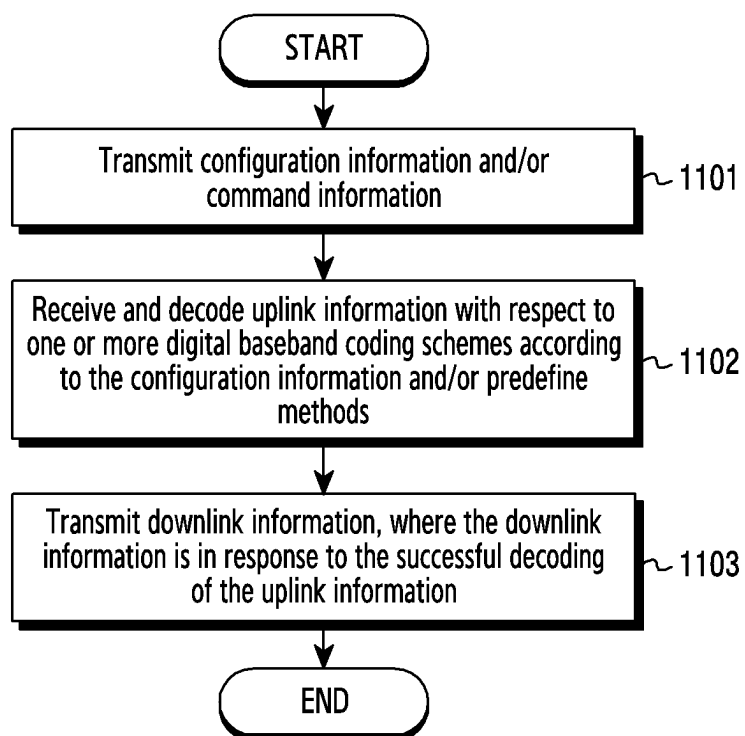 START
Transmit configuration information and/or
command information
1101
Receive and decode uplink information with respect to
one or more digital baseband coding schemes according
to the configuration information and/or predefine
methods
1102
Transmit downlink information, where the downlink
information is in response to the successful decoding
of the uplink information
1103
END